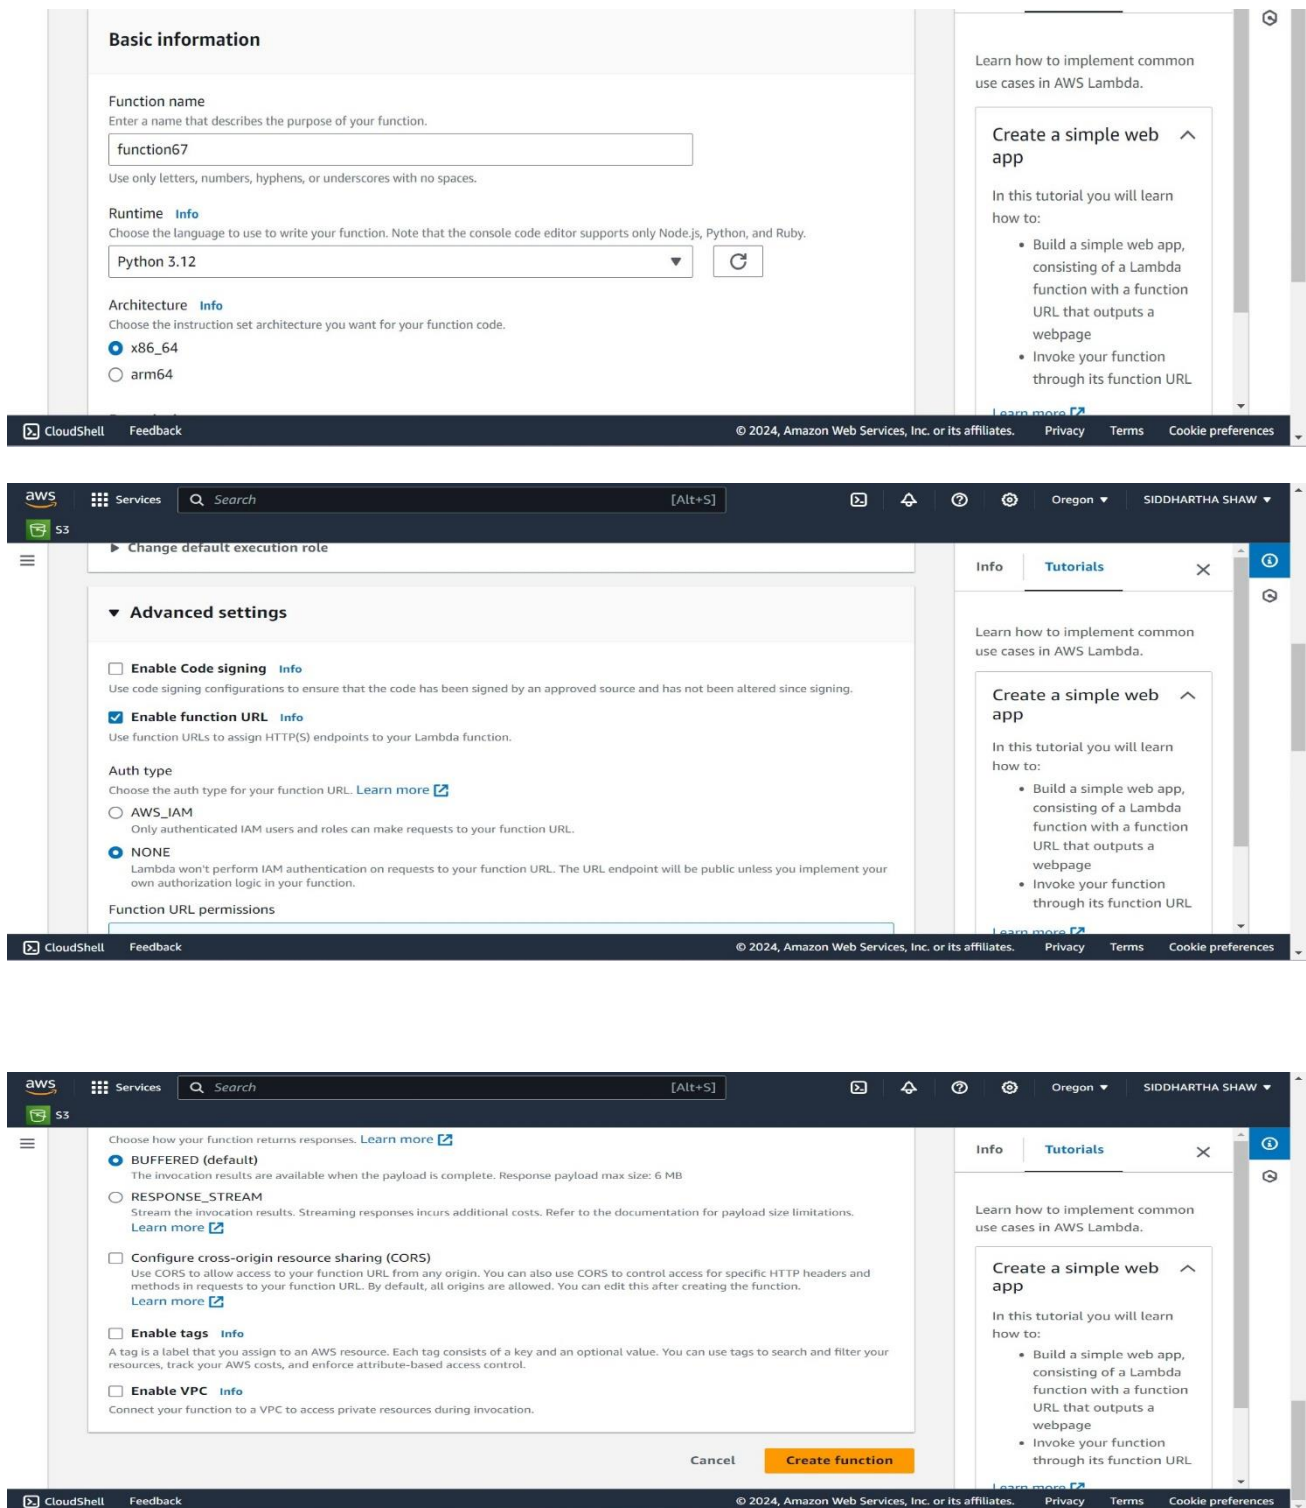 Basic information
Function name
Enter a name that describes the purpose of your function.
function67
Use only letters, numbers, hyphens, or underscores with no spaces.
Runtime Info
Choose the language to use to write your function. Note that the console code editor supports only Node.js, Python, and Ruby.
Python 3.12
Architecture Info
Choose the instruction set architecture you want for your function code.
x86_64
arm64
Learn how to implement common
use cases in AWS Lambda.
Create a simple web
app
In this tutorial you will learn
how to:
• Build a simple web app,
consisting of a Lambda
function with a function
URL that outputs a
webpage
• Invoke your function
through its function URL
Learn more
CloudShell Feedback © 2024, Amazon Web Services, Inc. or its affiliates. Privacy Terms Cookie preferences
aws Services Search [Alt+S] Oregon SIDDHARTHA SHAW
S3
Change default execution role
Advanced settings
Enable Code signing Info
Use code signing configurations to ensure that the code has been signed by an approved source and has not been altered since signing.
Enable function URL Info
Use function URLs to assign HTTP(S) endpoints to your Lambda function.
Auth type
Choose the auth type for your function URL. Learn more
AWS_IAM
Only authenticated IAM users and roles can make requests to your function URL.
NONE
Lambda won't perform IAM authentication on requests to your function URL. The URL endpoint will be public unless you implement your
own authorization logic in your function.
Function URL permissions
Info Tutorials
Learn how to implement common
use cases in AWS Lambda.
Create a simple web
app
In this tutorial you will learn
how to:
• Build a simple web app,
consisting of a Lambda
function with a function
URL that outputs a
webpage
• Invoke your function
through its function URL
Learn more
CloudShell Feedback © 2024, Amazon Web Services, Inc. or its affiliates. Privacy Terms Cookie preferences
aws Services Search [Alt+S] Oregon SIDDHARTHA SHAW
S3
Choose how your function returns responses. Learn more
BUFFERED (default)
The invocation results are available when the payload is complete. Response payload max size: 6 MB
RESPONSE_STREAM
Stream the invocation results. Streaming responses incurs additional costs. Refer to the documentation for payload size limitations.
Learn more
Configure cross-origin resource sharing (CORS)
Use CORS to allow access to your function URL from any origin. You can also use CORS to control access for specific HTTP headers and
methods in requests to your function URL. By default, all origins are allowed. You can edit this after creating the function.
Learn more
Enable tags Info
A tag is a label that you assign to an AWS resource. Each tag consists of a key and an optional value. You can use tags to search and filter your
resources, track your AWS costs, and enforce attribute-based access control.
Enable VPC Info
Connect your function to a VPC to access private resources during invocation.
Cancel Create function
Info Tutorials
Learn how to implement common
use cases in AWS Lambda.
Create a simple web
app
In this tutorial you will learn
how to:
• Build a simple web app,
consisting of a Lambda
function with a function
URL that outputs a
webpage
• Invoke your function
through its function URL
Learn more
CloudShell Feedback © 2024, Amazon Web Services, Inc. or its affiliates. Privacy Terms Cookie preferences